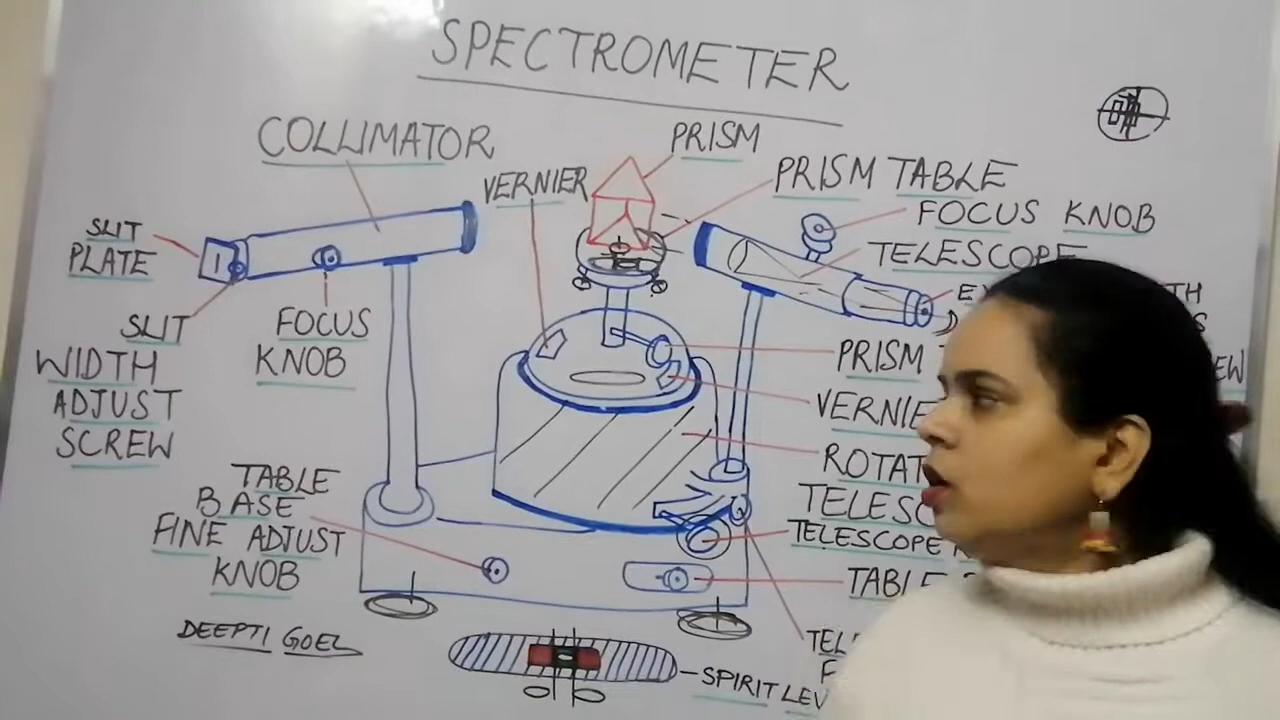 SPECTROMETER
COLLIMATOR
PRISM
VERNIER
PRISM TABLE
FOCUS KNOB
TELESCOPE
SLIT
PLATE
SLIT
WIDTH
ADJUST
SCREW
FOCUS
KNOB
PRISM
VERNIE
ROTAT
TELESC
TELESCOPE
TABLE
BASE
FINE ADJUST
KNOB
TABLE
TEL
DEEPTI GOEL
SPIRIT LEV